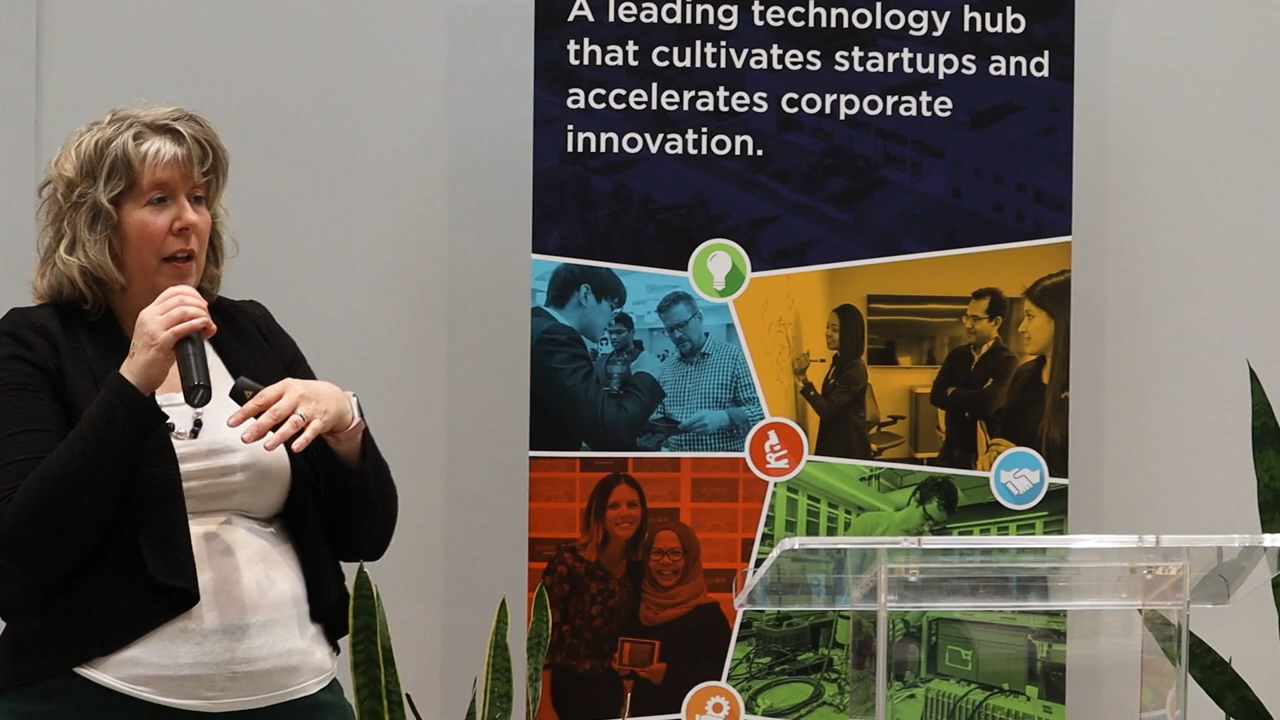 A leading technology hub
that cultivates startups and
accelerates corporate
innovation.